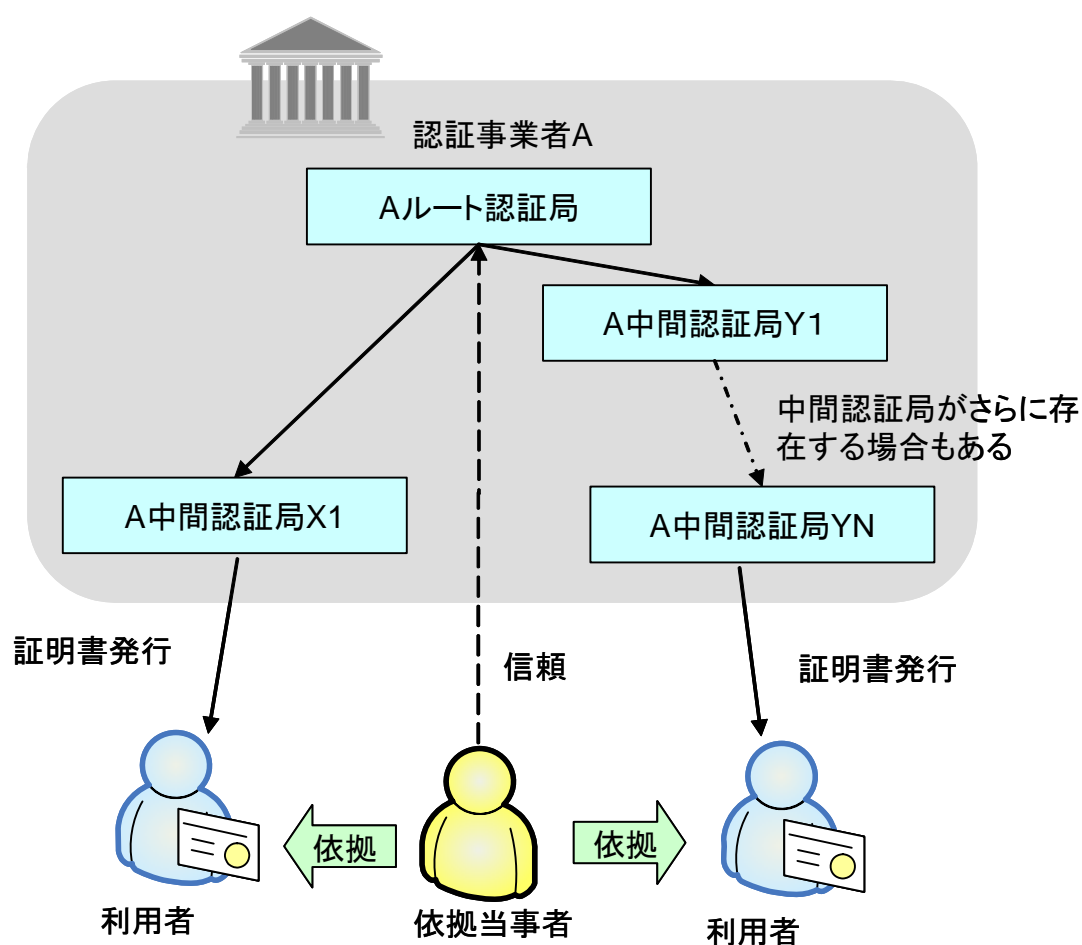 認証事業者A
Aルート認証局
A中間認証局Y１
中間認証局がさらに存
在する場合もある
A中間認証局X1
A中間認証局YN
証明書発行
信頼
証明書発行
依拠
依拠
利用者
依拠当事者
利用者